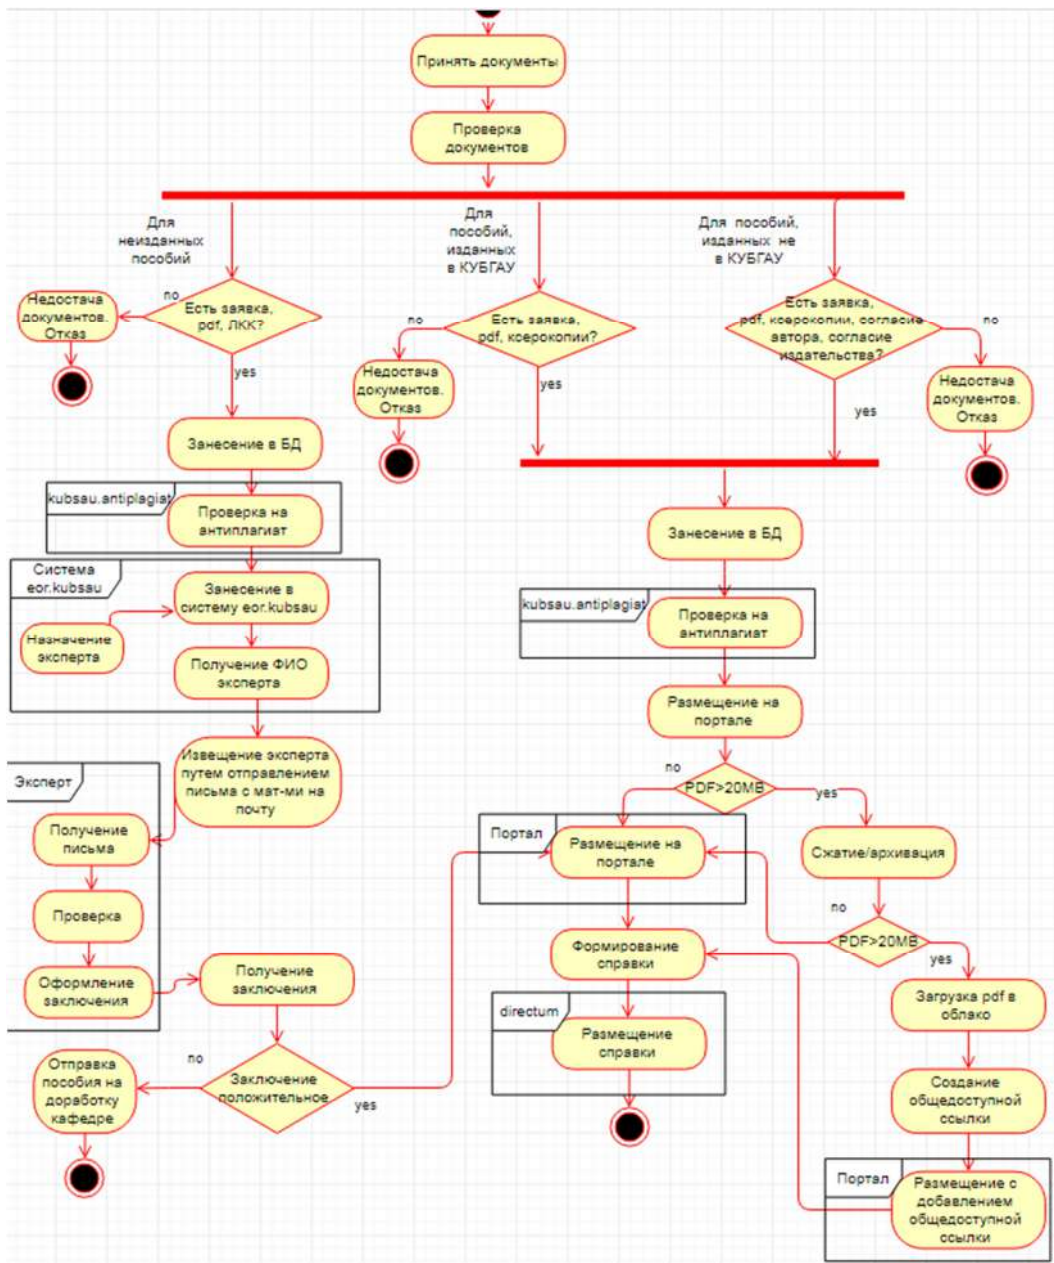 Принять документы
Проверка
документов
Для
неизданных
пособий
Для
пособий,
изданных
в КУБГАУ
Для пособий,
изданных не
в КУБГАУ
no
Недостача
документов.
Отказ
Есть заявка,
pdf, ЛКК?
yes
no
Есть заявка,
pdf, ксерокопии?
Недостача
документов.
Отказ
yes
Есть заявка,
pdf, ксерокопии, согласие
автора, согласие
издательства?
no
Недостача
документов.
Отказ
yes
Занесение в БД
kubsau.antiplagiat
Проверка на
антиплагиат
Система
eor.kubsau
Занесение в
систему eor.kubsau
Назначение
эксперта
Получение ФИО
эксперта
Извещение эксперта
путем отправлением
письма с мат-ми на
почту
Эксперт
Получение
письма
Проверка
Оформление
заключения
Получение
заключения
no
Заключение
положительное
yes
Отправка
пособия на
доработку
кафедре
Занесение в БД
kubsau.antiplagiat
Проверка на
антиплагиат
Размещение на
портале
no
PDF>20MB
yes
Портал
Размещение на
портале
Сжатие/архивация
no
PDF>20MB
yes
Формирование
справки
directum
Размещение
справки
Загрузка pdf в
облако
Создание
общедоступной
ссылки
Портал
Размещение с
добавлением
общедоступной
ссылки